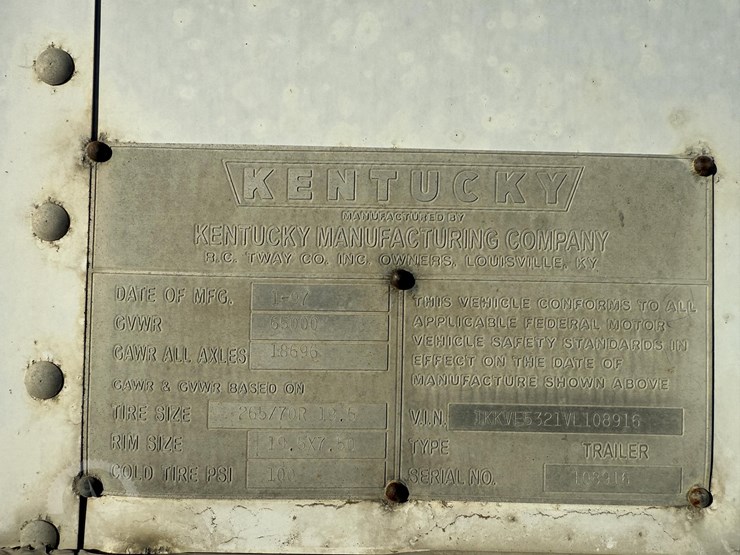 KENTUCKY
MANUFACTURED BY
KENTUCKY MANUFACTURING COMPANY
R.C. TWAY CO. INC. OWNERS, LOUISVILLE, KY.
DATE OF MFG.
GVWR 65000
GAWR ALL AXLES
GAWR & GVWR BASED ON
TIRE SIZE
RIM SIZE
COLD TIRE PSI
THIS VEHICLE CONFORMS TO ALL
APPLICABLE FEDERAL MOTOR
VEHICLE SAFETY STANDARDS IN
EFFECT ON THE DATE OF
MANUFACTURE SHOWN ABOVE
V.I.N.
TYPE TRAILER
SERIAL NO. 108916